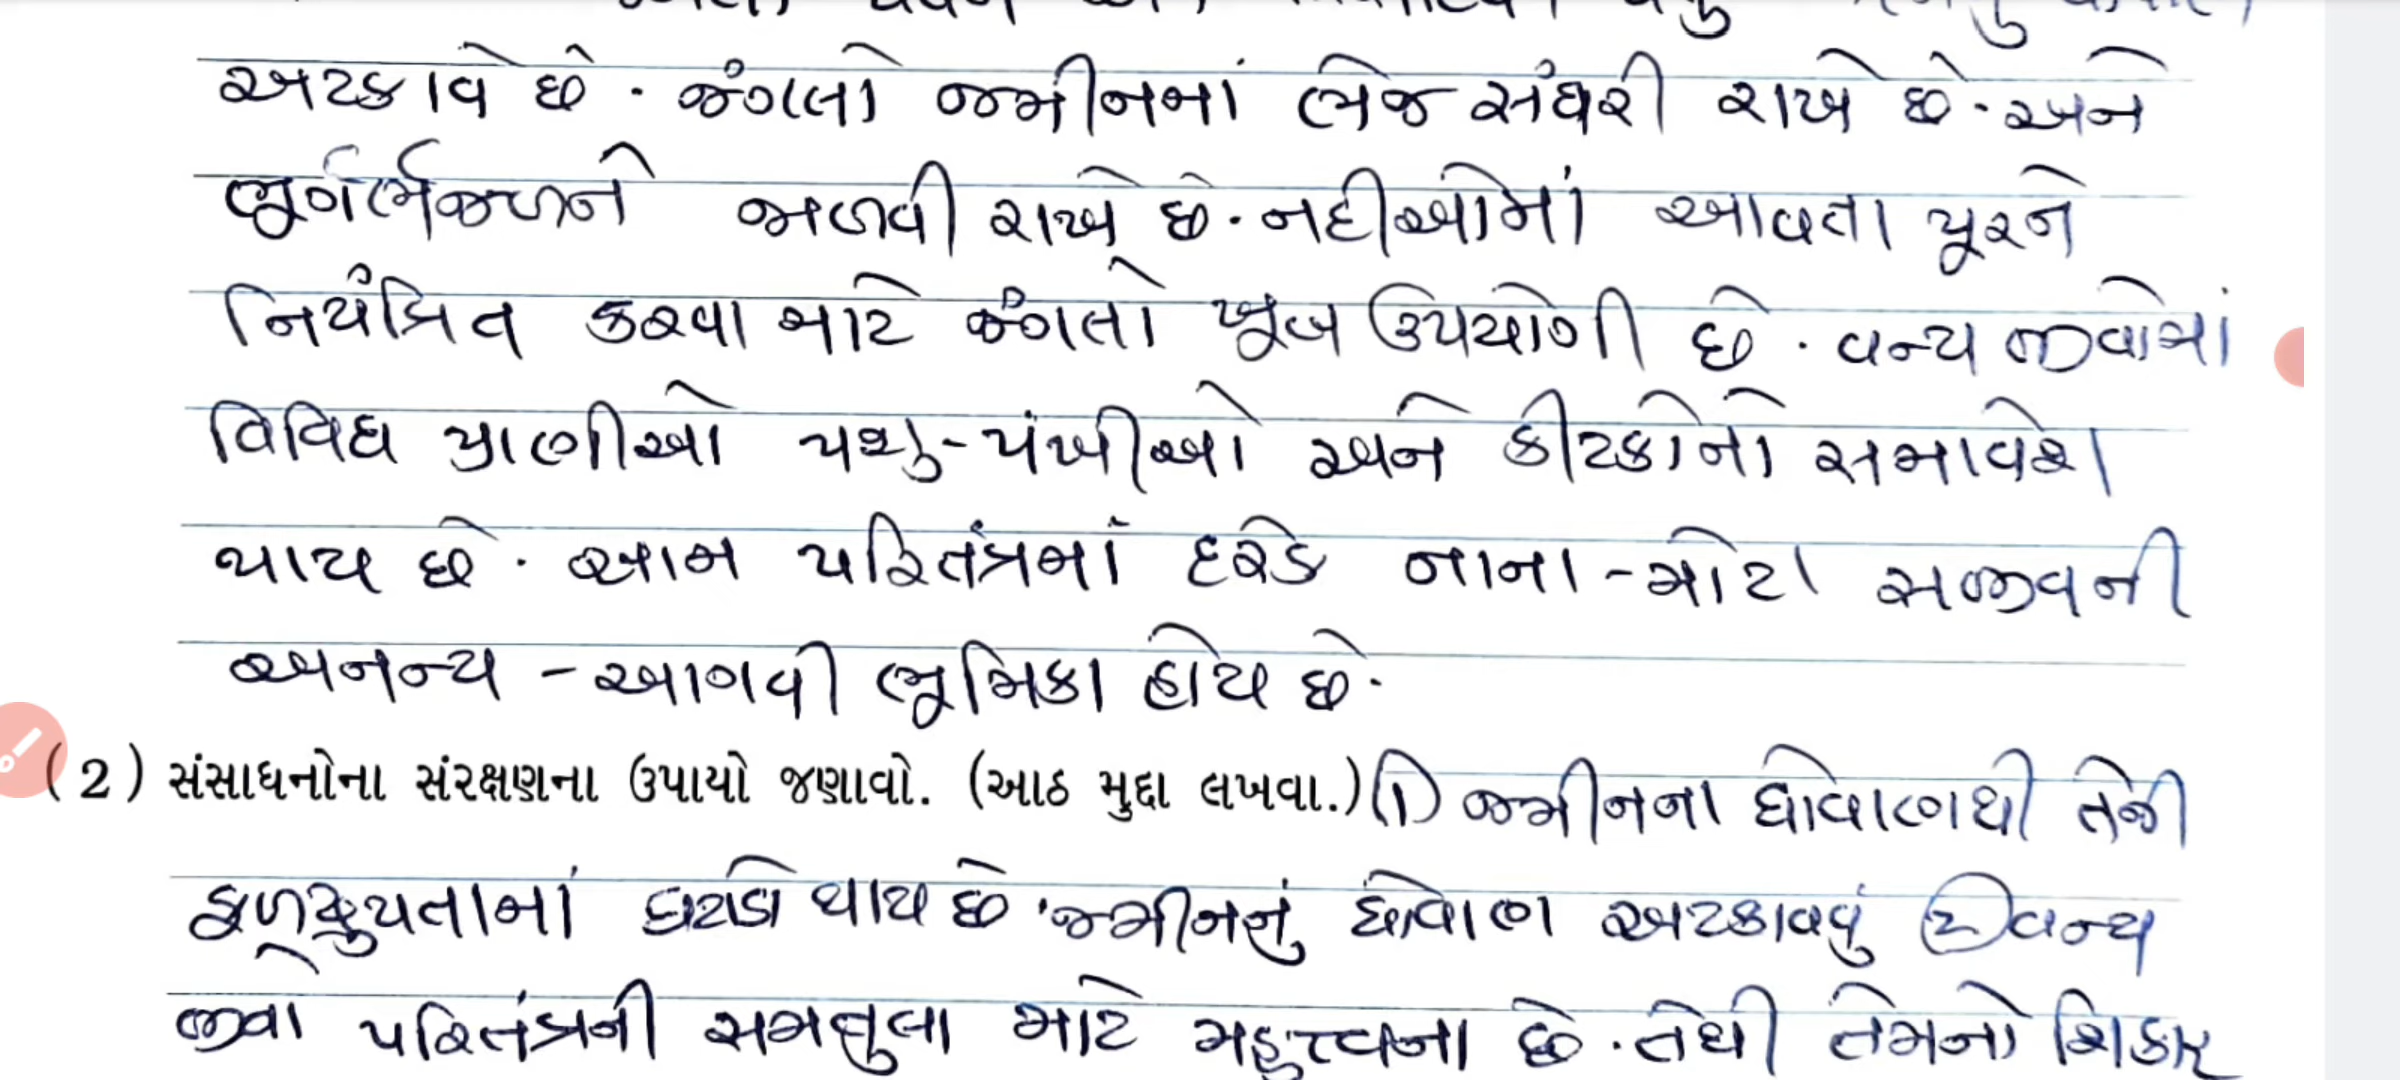 અટકાવે છે. જંગલો જમીનમાં ભેજ સંઘરી રાખે છે. અને
ભૂગર્ભજળને જાળવી રાખે છે. નદીઓમાં આવતા પૂરને
નિયંત્રિત કરવા માટે જંગલો ખૂબ ઉપયોગી છે. વન્ય જીવોમાં
વિવિધ પ્રાણીઓ પશુ-પંખીઓ અને કીટકોનો સમાવેશ
થાય છે. આમ પરિતંત્રમાં દરેક નાના-મોટા સજીવની
અનન્ય - આગવી ભૂમિકા હોય છે.
(2) સંસાધનોના સંરક્ષણના ઉપાયો જણાવો. (આઠ મુદ્દા લખવા.) (1) જમીનના ધોવાણથી તેની
ફળદ્રુપતામાં ઘટાડો થાય છે. જમીનનું ધોવાણ અટકાવવું (2) વન્ય
જીવો પરિતંત્રની સમતુલા માટે મહત્ત્વના છે. તેથી તેમનો શિકાર